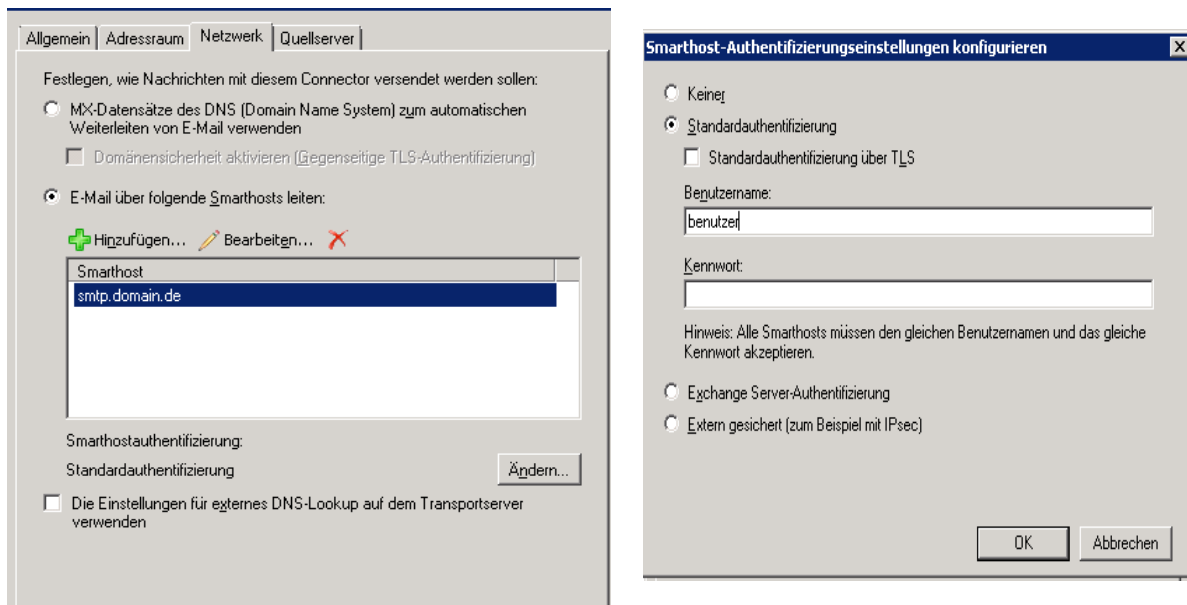 Allgemein
Adressraum
Netzwerk
Quellserver
Festlegen, wie Nachrichten mit diesem Connector versendet werden sollen:
MX-Datensätze des DNS (Domain Name System) zum automatischen
Weiterleiten von E-Mail verwenden
Domänensicherheit aktivieren (Gegenseitige TLS-Authentifizierung)
E-Mail über folgende Smarthosts leiten:
Hinzufügen... Bearbeiten...
Smarthost
smtp.domain.de
Smarthostauthentifizierung:
Standardauthentifizierung
Ändern...
Die Einstellungen für externes DNS-Lookup auf dem Transportserver
verwenden
Smarthost-Authentifizierungseinstellungen konfigurieren
Keiner
Standardauthentifizierung
Standardauthentifizierung über TLS
Benutzername:
benutzer
Kennwort:
Hinweis: Alle Smarthosts müssen den gleichen Benutzernamen und das gleiche
Kennwort akzeptieren.
Exchange Server-Authentifizierung
Extern gesichert (zum Beispiel mit IPsec)
OK
Abbrechen